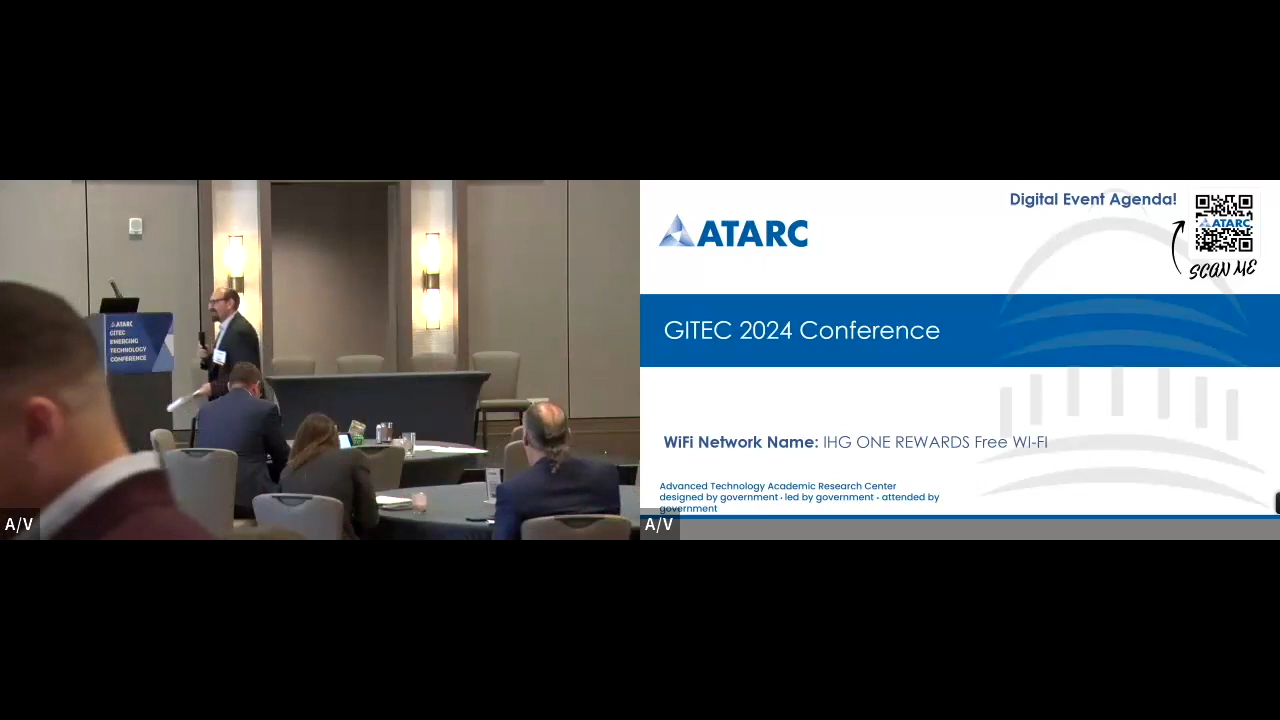 ATARC
GITEC
EMERGING
TECHNOLOGY
CONFERENCE
A/V
Digital Event Agenda!
ATARC
ATARC
SCAN ME
GITEC 2024 Conference
WiFi Network Name: IHG ONE REWARDS Free WI-FI
Advanced Technology Academic Research Center
designed by government • led by government • attended by
government
A/V